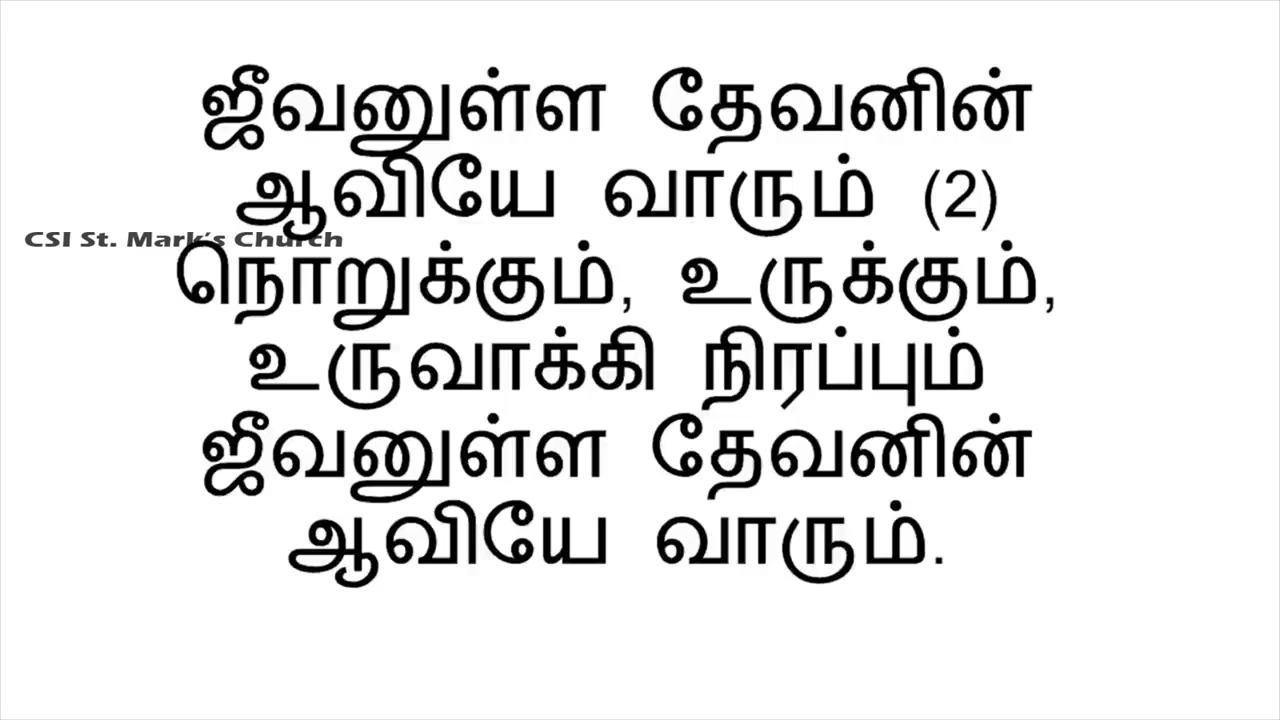 ஜீவனுள்ள தேவனின்
ஆவியே வாரும் (2)
CSI St. Mark's Church
நொறுக்கும், உருக்கும்,
உருவாக்கி நிரப்பும்
ஜீவனுள்ள தேவனின்
ஆவியே வாரும்.